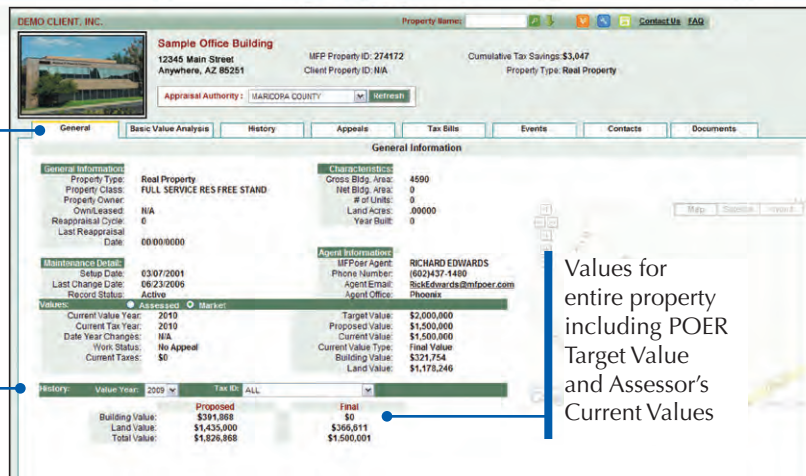 DEMO CLIENT, INC.
Property Name:
Contact Us FAQ
Sample Office Building
12345 Main Street
Anywhere, AZ 85251
MFP Property ID: 274172
Client Property ID: N/A
Cumulative Tax Savings: $3,047
Property Type: Real Property
Appraisal Authority: MARICOPA COUNTY Refresh
General Basic Value Analysis History Appeals Tax Bills Events Contacts Documents
General Information
General Information:
Property Type: Real Property
Property Class: FULL SERVICE RES FREE STAND
Property Owner:
Own/Leased: N/A
Reappraisal Cycle: 0
Last Reappraisal
Date: 00/00/0000
Characteristics:
Gross Bldg. Area: 4590
Net Bldg. Area: 0
# of Units: 0
Land Acres: .00000
Year Built: 0
Map
Maintenance Detail:
Setup Date: 03/07/2001
Last Change Date: 06/23/2006
Record Status: Active
Agent Information:
MFPoer Agent: RICHARD EDWARDS
Phone Number: (602)437-1480
Agent Email: RickEdwards@mfpoer.com
Agent Office: Phoenix
Values: Assessed Market
Current Value Year: 2010
Current Tax Year: 2010
Date Year Changes: N/A
Work Status: No Appeal
Current Taxes: $0
Target Value: $2,000,000
Proposed Value: $1,500,000
Current Value: $1,500,000
Current Value Type: Final Value
Building Value: $321,754
Land Value: $1,178,246
History: Value Year: 2009 Tax ID: ALL
Proposed Final
Building Value: $391,868 $0
Land Value: $1,435,000 $366,611
Total Value: $1,826,868 $1,500,001
Values for
entire property
including POER
Target Value
and Assessor's
Current Values